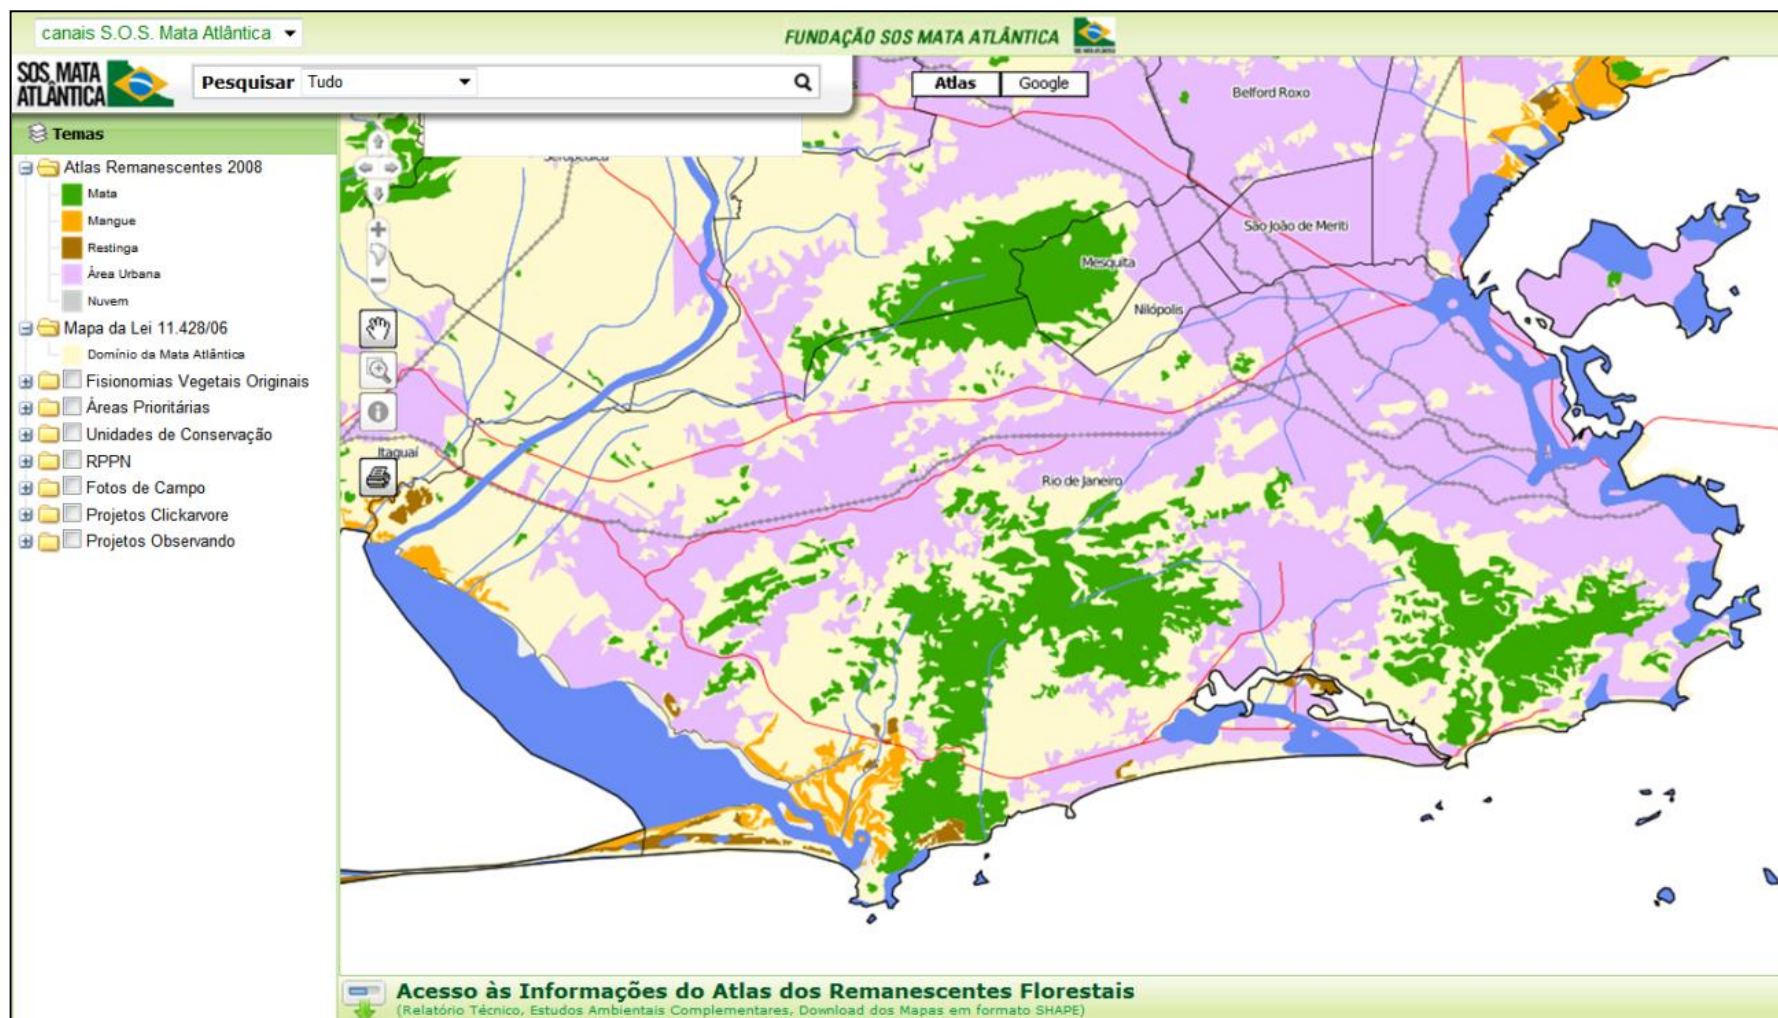 canais S.O.S. Mata Atlântica
FUNDAÇÃO SOS MATA ATLÂNTICA
SOS MATA
ATLÂNTICA
Pesquisar Tudo
Atlas Google
Temas
Atlas Remanescentes 2008
Mata
Mangue
Restinga
Área Urbana
Nuvem
Mapa da Lei 11.428/06
Domínio da Mata Atlântica
Fisionomias Vegetais Originais
Áreas Prioritárias
Unidades de Conservação
RPPN
Fotos de Campo
Projetos Clickarvore
Projetos Observando
Belford Roxo
Seropédica
São João de Meriti
Mesquita
Nilópolis
Itaguaí
Rio de Janeiro
Acesso às Informações do Atlas dos Remanescentes Florestais
(Relatório Técnico, Estudos Ambientais Complementares, Download dos Mapas em formato SHAPE)